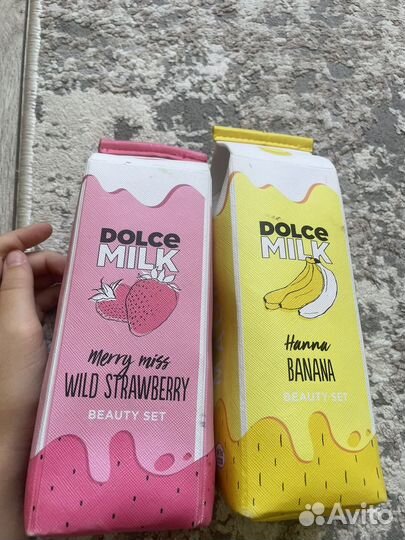 DOLCE
MILK
merry miss
WILD STRAWBERRY
BEAUTY SET
DOLCE
MILK
Hanna
BANANA
BEAUTY SET
Avito